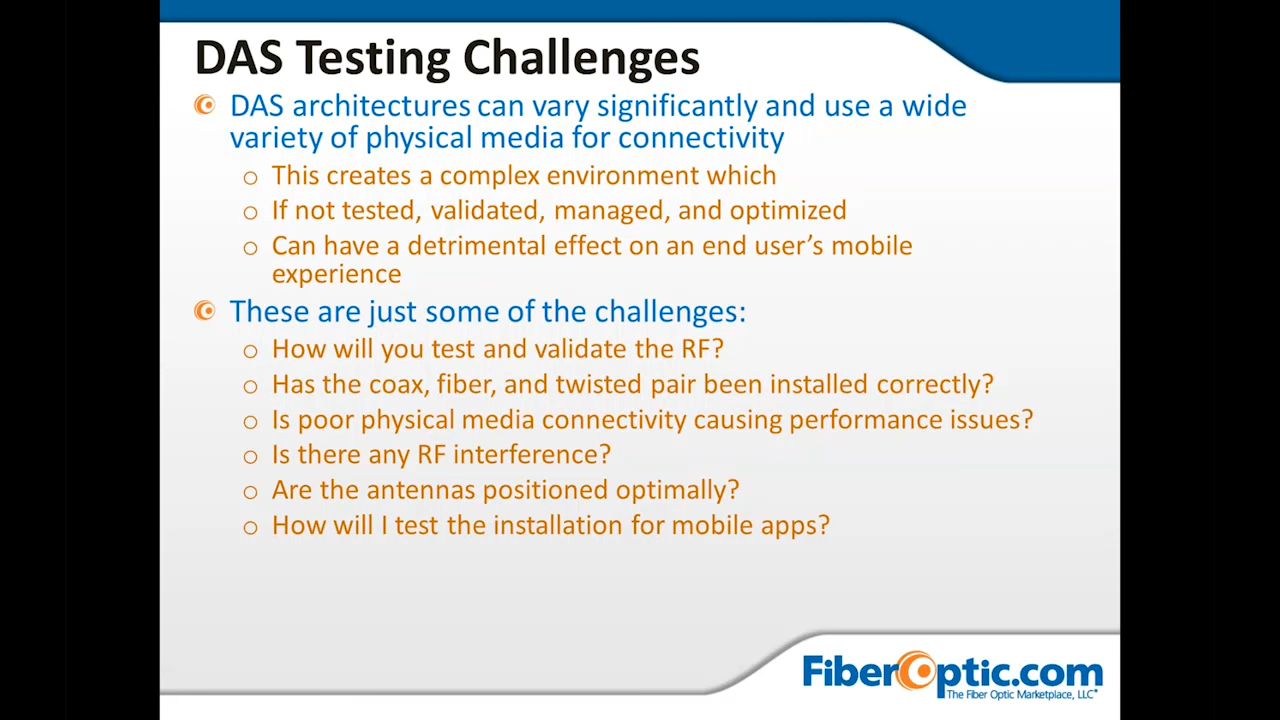 DAS Testing Challenges
DAS architectures can vary significantly and use a wide
variety of physical media for connectivity
This creates a complex environment which
If not tested, validated, managed, and optimized
Can have a detrimental effect on an end user’s mobile
experience
These are just some of the challenges:
How will you test and validate the RF?
Has the coax, fiber, and twisted pair been installed correctly?
Is poor physical media connectivity causing performance issues?
Is there any RF interference?
Are the antennas positioned optimally?
How will I test the installation for mobile apps?
FiberOptic.com
The Fiber Optic Marketplace, LLC®